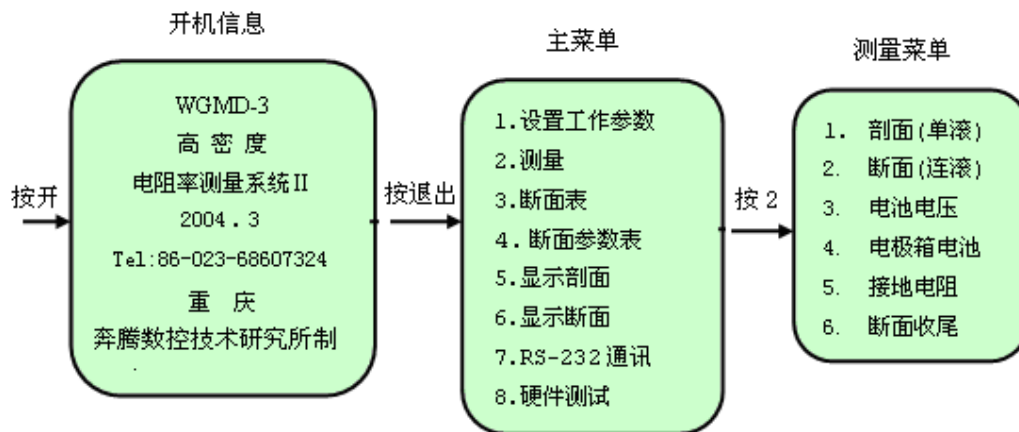 开机信息
按开
WGMD-3
高 密 度
电阻率测量系统II
2004．3
Tel:86-023-68607324
重 庆
奔腾数控技术研究所制
按退出
主菜单
1.设置工作参数
2.测量
3.断面表
4.断面参数表
5.显示剖面
6.显示断面
7.RS-232通讯
8.硬件测试
按 2
测量菜单
1. 剖面(单滚)
2. 断面(连滚)
3. 电池电压
4. 电极箱电池
5. 接地电阻
6. 断面收尾